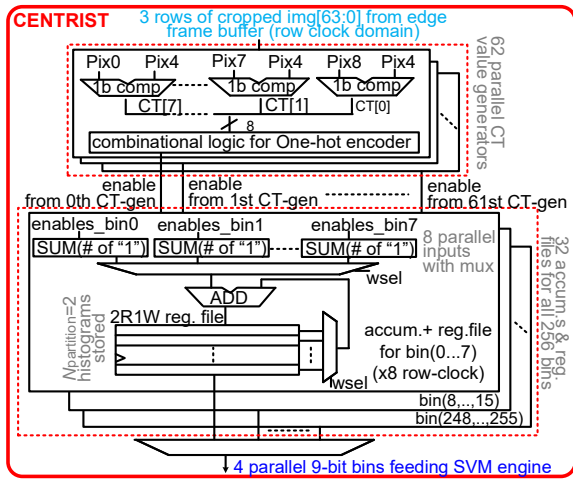 CENTRIST
3 rows of cropped img[63:0] from edge
frame buffer (row clock domain)
Pix0 Pix4 Pix7 Pix4 Pix8 Pix4
1b comp 1b comp 1b comp
CT[7] CT[1] CT[0]
8
combinational logic for One-hot encoder
62 parallel CT
value generators
enable
from 0th CT-gen
enable
from 1st CT-gen
enable
from 61st CT-gen
enables_bin0 enables_bin1 enables_bin7
SUM(# of “1”) SUM(# of “1”) SUM(# of “1”)
8 parallel
inputs
with mux
wsel
ADD
2R1W reg. file
Npartition=2
histograms
stored
accum.+ reg.file
for bin(0...7)
(x8 row-clock)
wsel
bin(8,..,15)
bin(248,..,255)
32 accum.s & reg.
files for all 256 bins
4 parallel 9-bit bins feeding SVM engine